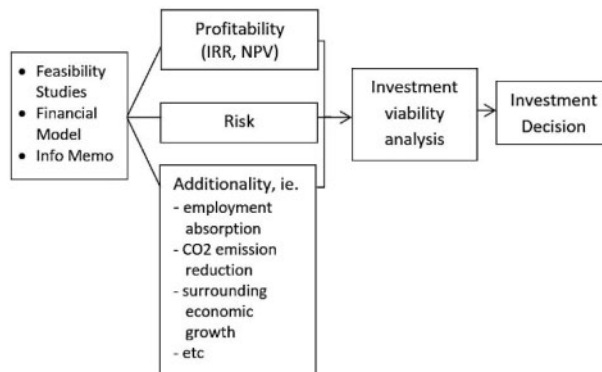 • Feasibility
Studies
• Financial
Model
• Info Memo
Profitability
(IRR, NPV)
Risk
Additionality, ie.
- employment
absorption
- CO2 emission
reduction
- surrounding
economic
growth
- etc
Investment
viability
analysis
Investment
Decision